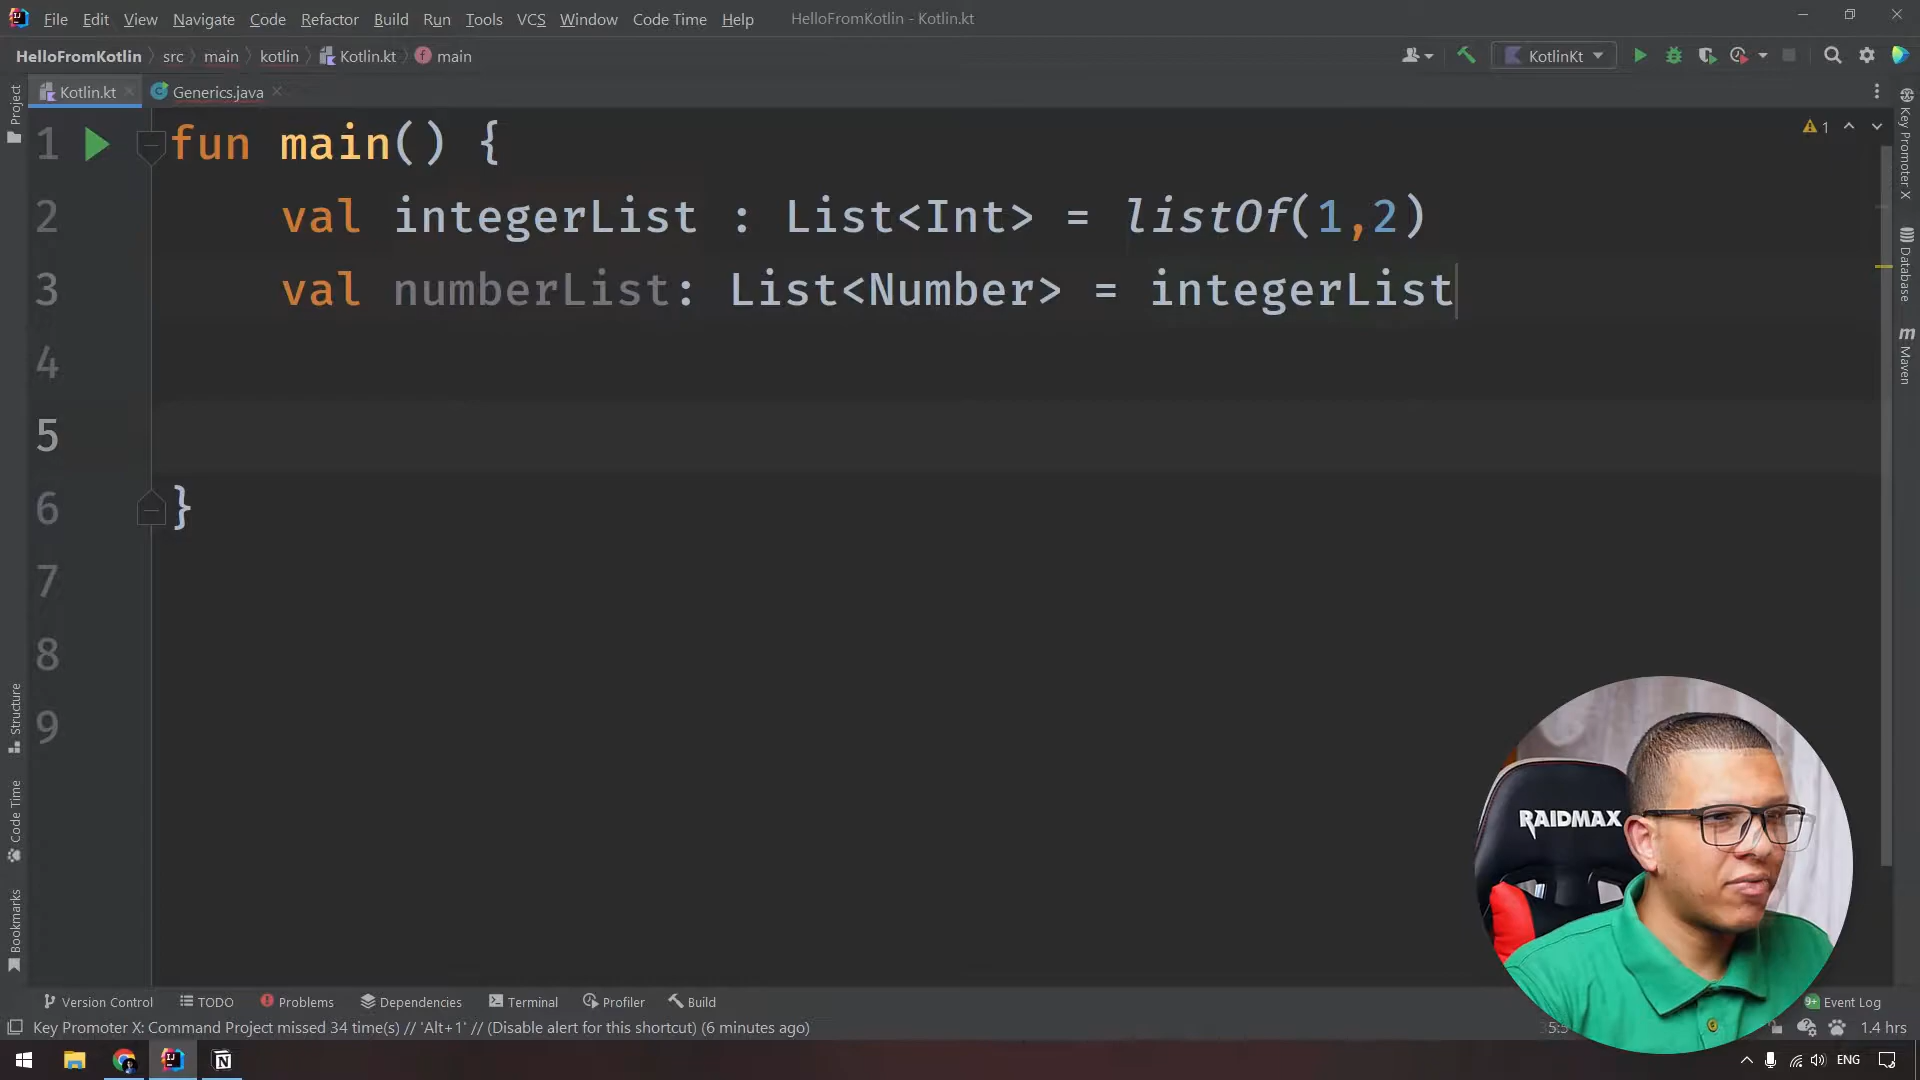 File Edit View Navigate Code Refactor Build Run Tools VCS Window Code Time Help HelloFromKotlin - Kotlin.kt
HelloFromKotlin src main kotlin Kotlin.kt main KotlinKt
Kotlin.kt Generics.java
Project
Structure
Code Time
Bookmarks
1 fun main() {
2 val integerList : List<Int> = listOf(1,2)
3 val numberList: List<Number> = integerList
4
5
6 }
7
8
9
1
Key Promoter X
Database
Maven
RAIDMAX
Version Control TODO Problems Dependencies Terminal Profiler Build 9+ Event Log
Key Promoter X: Command Project missed 34 time(s) // 'Alt+1' // (Disable alert for this shortcut) (6 minutes ago) 1.4 hrs
ENG